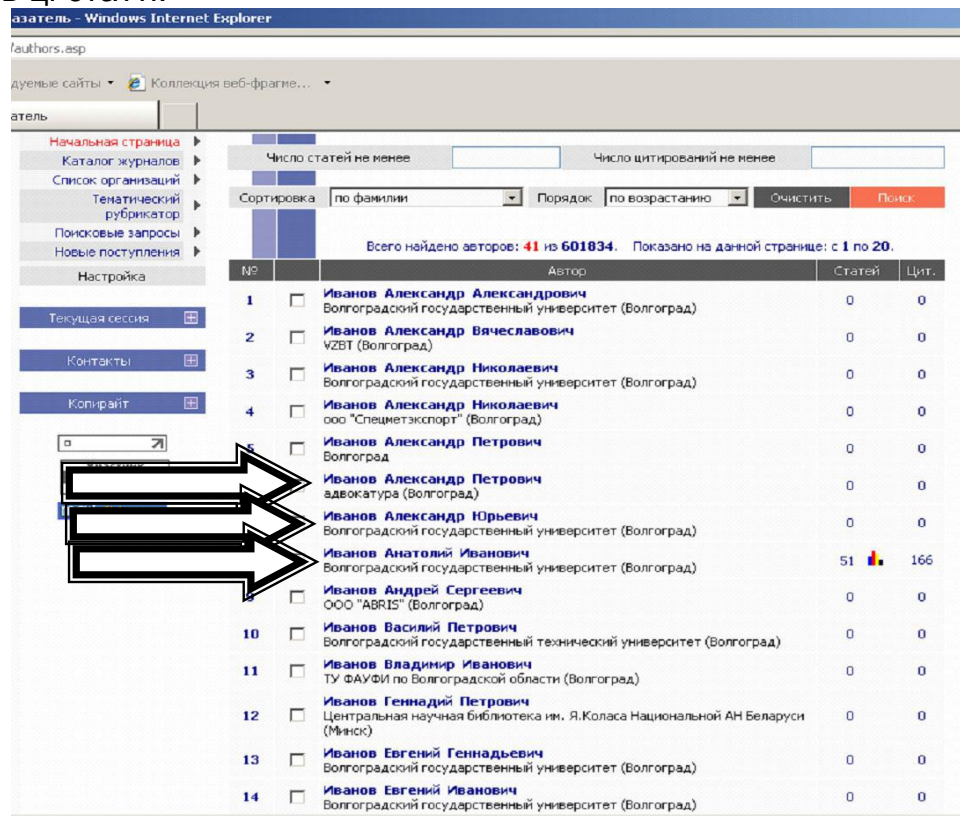 азатель - Windows Internet Explorer
/authors.asp
дуемые сайты Коллекция веб-фрагме...
атель
Начальная страница
Каталог журналов
Список организаций
Тематический
рубрикатор
Поисковые запросы
Новые поступления
Настройка
Текущая сессия
Контакты
Копирайт
Число статей не менее Число цитирований не менее
Сортировка по фамилии Порядок по возрастанию Очистить Поиск
Всего найдено авторов: 41 из 601834. Показано на данной странице: с 1 по 20.
№ Автор Статей Цит.
1 Иванов Александр Александрович 0 0
Волгоградский государственный университет (Волгоград)
2 Иванов Александр Вячеславович 0 0
VZBT (Волгоград)
3 Иванов Александр Николаевич 0 0
Волгоградский государственный университет (Волгоград)
4 Иванов Александр Николаевич 0 0
ооо "Спецметэкспорт" (Волгоград)
5 Иванов Александр Петрович 0 0
Волгоград
Иванов Александр Петрович 0 0
адвокатура (Волгоград)
Иванов Александр Юрьевич 0 0
Волгоградский государственный университет (Волгоград)
Иванов Анатолий Иванович 51 166
Волгоградский государственный университет (Волгоград)
9 Иванов Андрей Сергеевич 0 0
ООО "ABRIS" (Волгоград)
10 Иванов Василий Петрович 0 0
Волгоградский государственный технический университет (Волгоград)
11 Иванов Владимир Иванович 0 0
ТУ ФАУФИ по Волгоградской области (Волгоград)
12 Иванов Геннадий Петрович 0 0
Центральная научная библиотека им. Я.Коласа Национальной АН Беларуси
(Минск)
13 Иванов Евгений Геннадьевич 0 0
Волгоградский государственный университет (Волгоград)
14 Иванов Евгений Иванович 0 0
Волгоградский государственный университет (Волгоград)